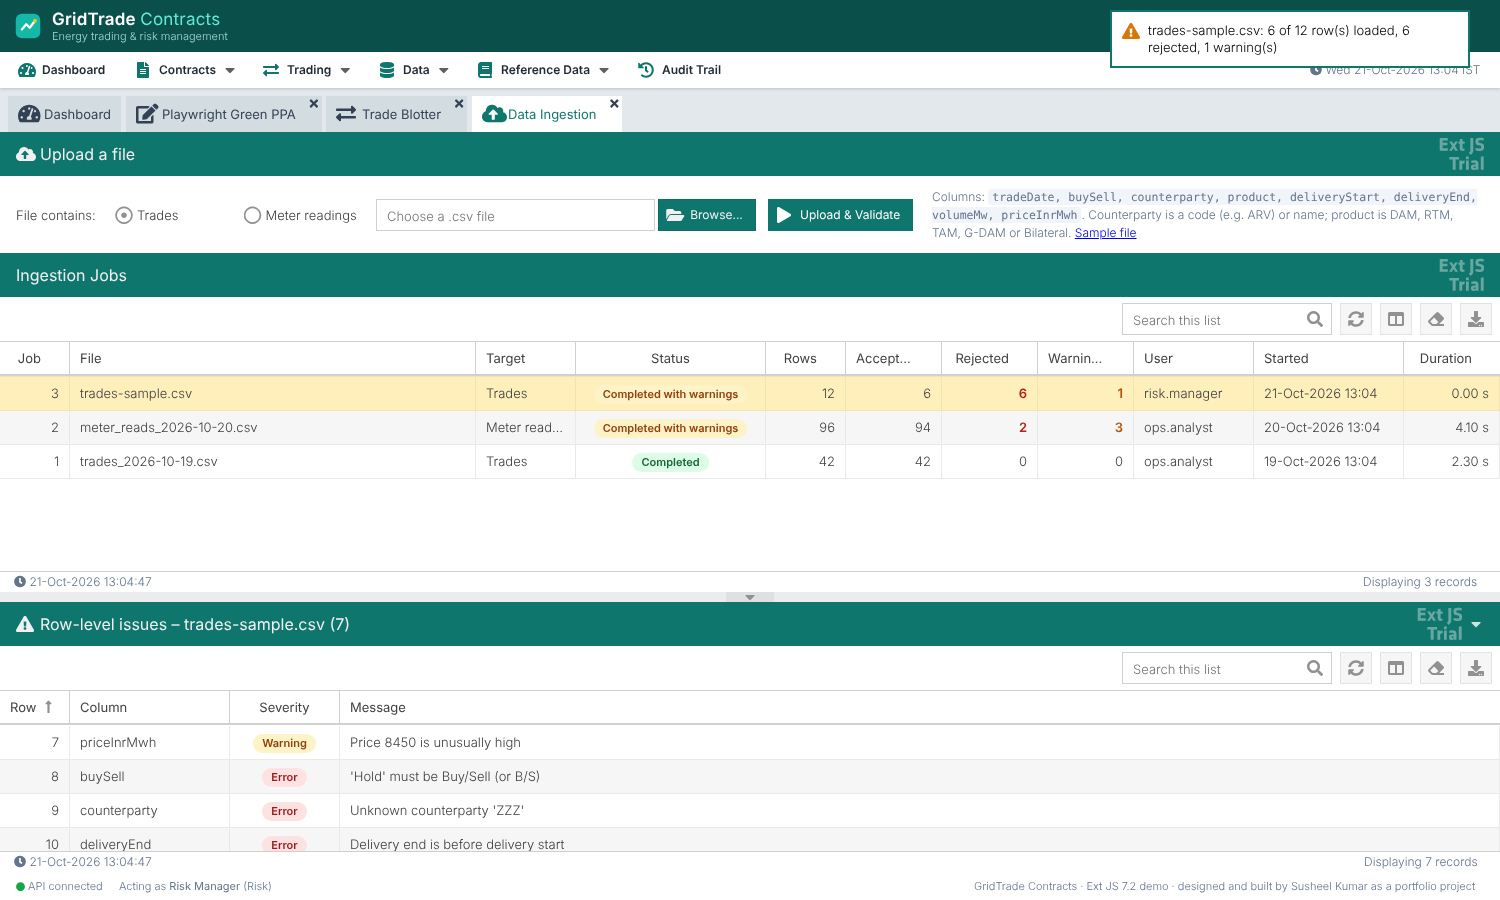 GridTrade Contracts
Energy trading & risk management
trades-sample.csv: 6 of 12 row(s) loaded, 6
rejected, 1 warning(s)
Dashboard Contracts Trading Data Reference Data Audit Trail
Wed 21-Oct-2026 13:04 IST
Dashboard Playwright Green PPA Trade Blotter Data Ingestion
Upload a file
Ext JS
Trial
File contains: Trades Meter readings Choose a .csv file Browse... Upload & Validate
Columns: tradeDate, buySell, counterparty, product, deliveryStart, deliveryEnd,
volumeMw, priceInrMwh. Counterparty is a code (e.g. ARV) or name; product is DAM, RTM,
TAM, G-DAM or Bilateral. Sample file
Ingestion Jobs
Ext JS
Trial
Search this list
Job File Target Status Rows Accept... Rejected Warnin... User Started Duration
3 trades-sample.csv Trades Completed with warnings 12 6 6 1 risk.manager 21-Oct-2026 13:04 0.00 s
2 meter_reads_2026-10-20.csv Meter read... Completed with warnings 96 94 2 3 ops.analyst 20-Oct-2026 13:04 4.10 s
1 trades_2026-10-19.csv Trades Completed 42 42 0 0 ops.analyst 19-Oct-2026 13:04 2.30 s
21-Oct-2026 13:04:47 Displaying 3 records
Row-level issues – trades-sample.csv (7)
Ext JS
Trial
Search this list
Row Column Severity Message
7 priceInrMwh Warning Price 8450 is unusually high
8 buySell Error 'Hold' must be Buy/Sell (or B/S)
9 counterparty Error Unknown counterparty 'ZZZ'
10 deliveryEnd Error Delivery end is before delivery start
21-Oct-2026 13:04:47 Displaying 7 records
API connected Acting as Risk Manager (Risk) GridTrade Contracts · Ext JS 7.2 demo · designed and built by Susheel Kumar as a portfolio project